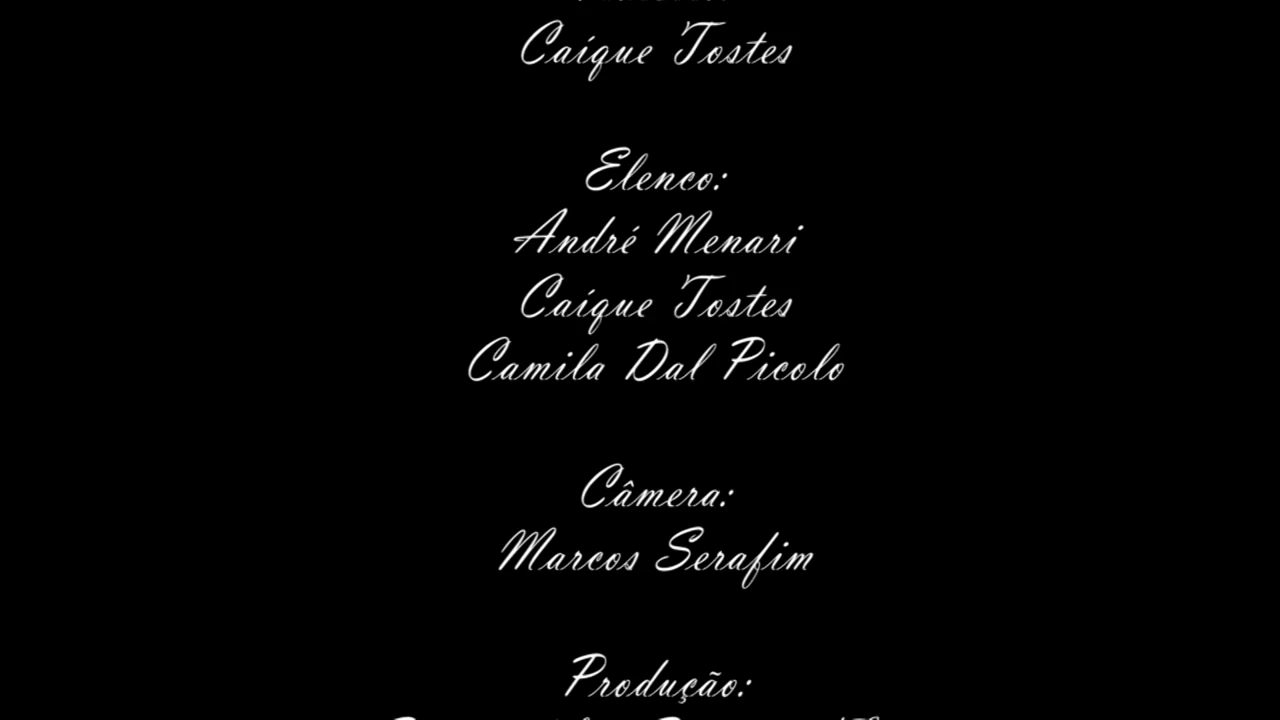 Caíque Tostes
Elenco:
André Menari
Caíque Tostes
Camila Dal Picolo
Câmera:
Marcos Serafim
Produção: